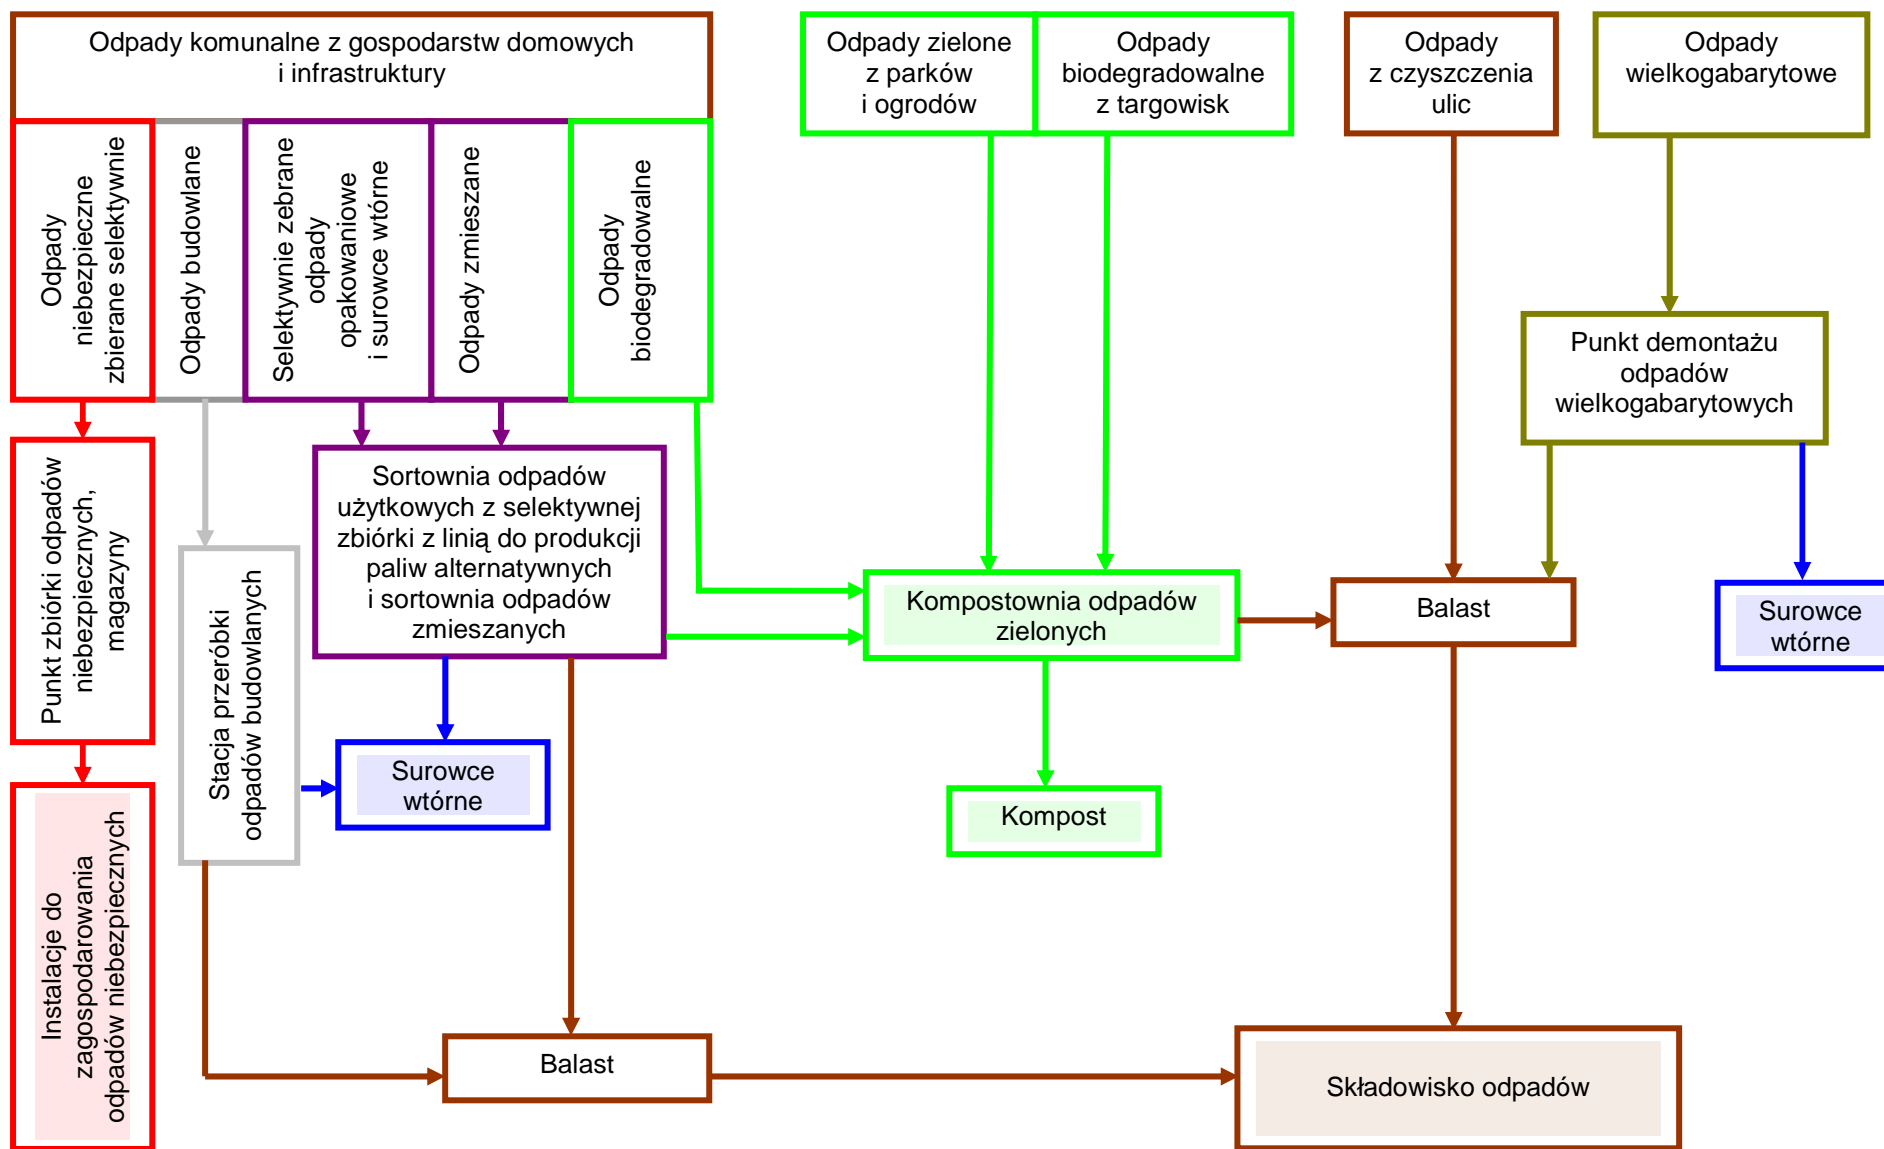 Odpady komunalne z gospodarstw domowych
i infrastruktury
Odpady zielone
z parków
i ogrodów
Odpady
biodegradowalne
z targowisk
Odpady
z czyszczenia
ulic
Odpady
wielkogabarytowe
Odpady
niebezpieczne
zbierane selektywnie
Odpady budowlane
Selektywnie zebrane
odpady
opakowaniowe
i surowce wtórne
Odpady zmieszane
Odpady
biodegradowalne
Punkt demontażu
odpadów
wielkogabarytowych
Punkt zbiórki odpadów
niebezpiecznych,
magazyny
Sortownia odpadów
użytkowych z selektywnej
zbiórki z linią do produkcji
paliw alternatywnych
i sortownia odpadów
zmieszanych
Stacja przeróbki
odpadów budowlanych
Kompostownia odpadów
zielonych
Balast
Surowce
wtórne
Surowce
wtórne
Kompost
Instalacje do
zagospodarowania
odpadów niebezpiecznych
Balast
Składowisko odpadów